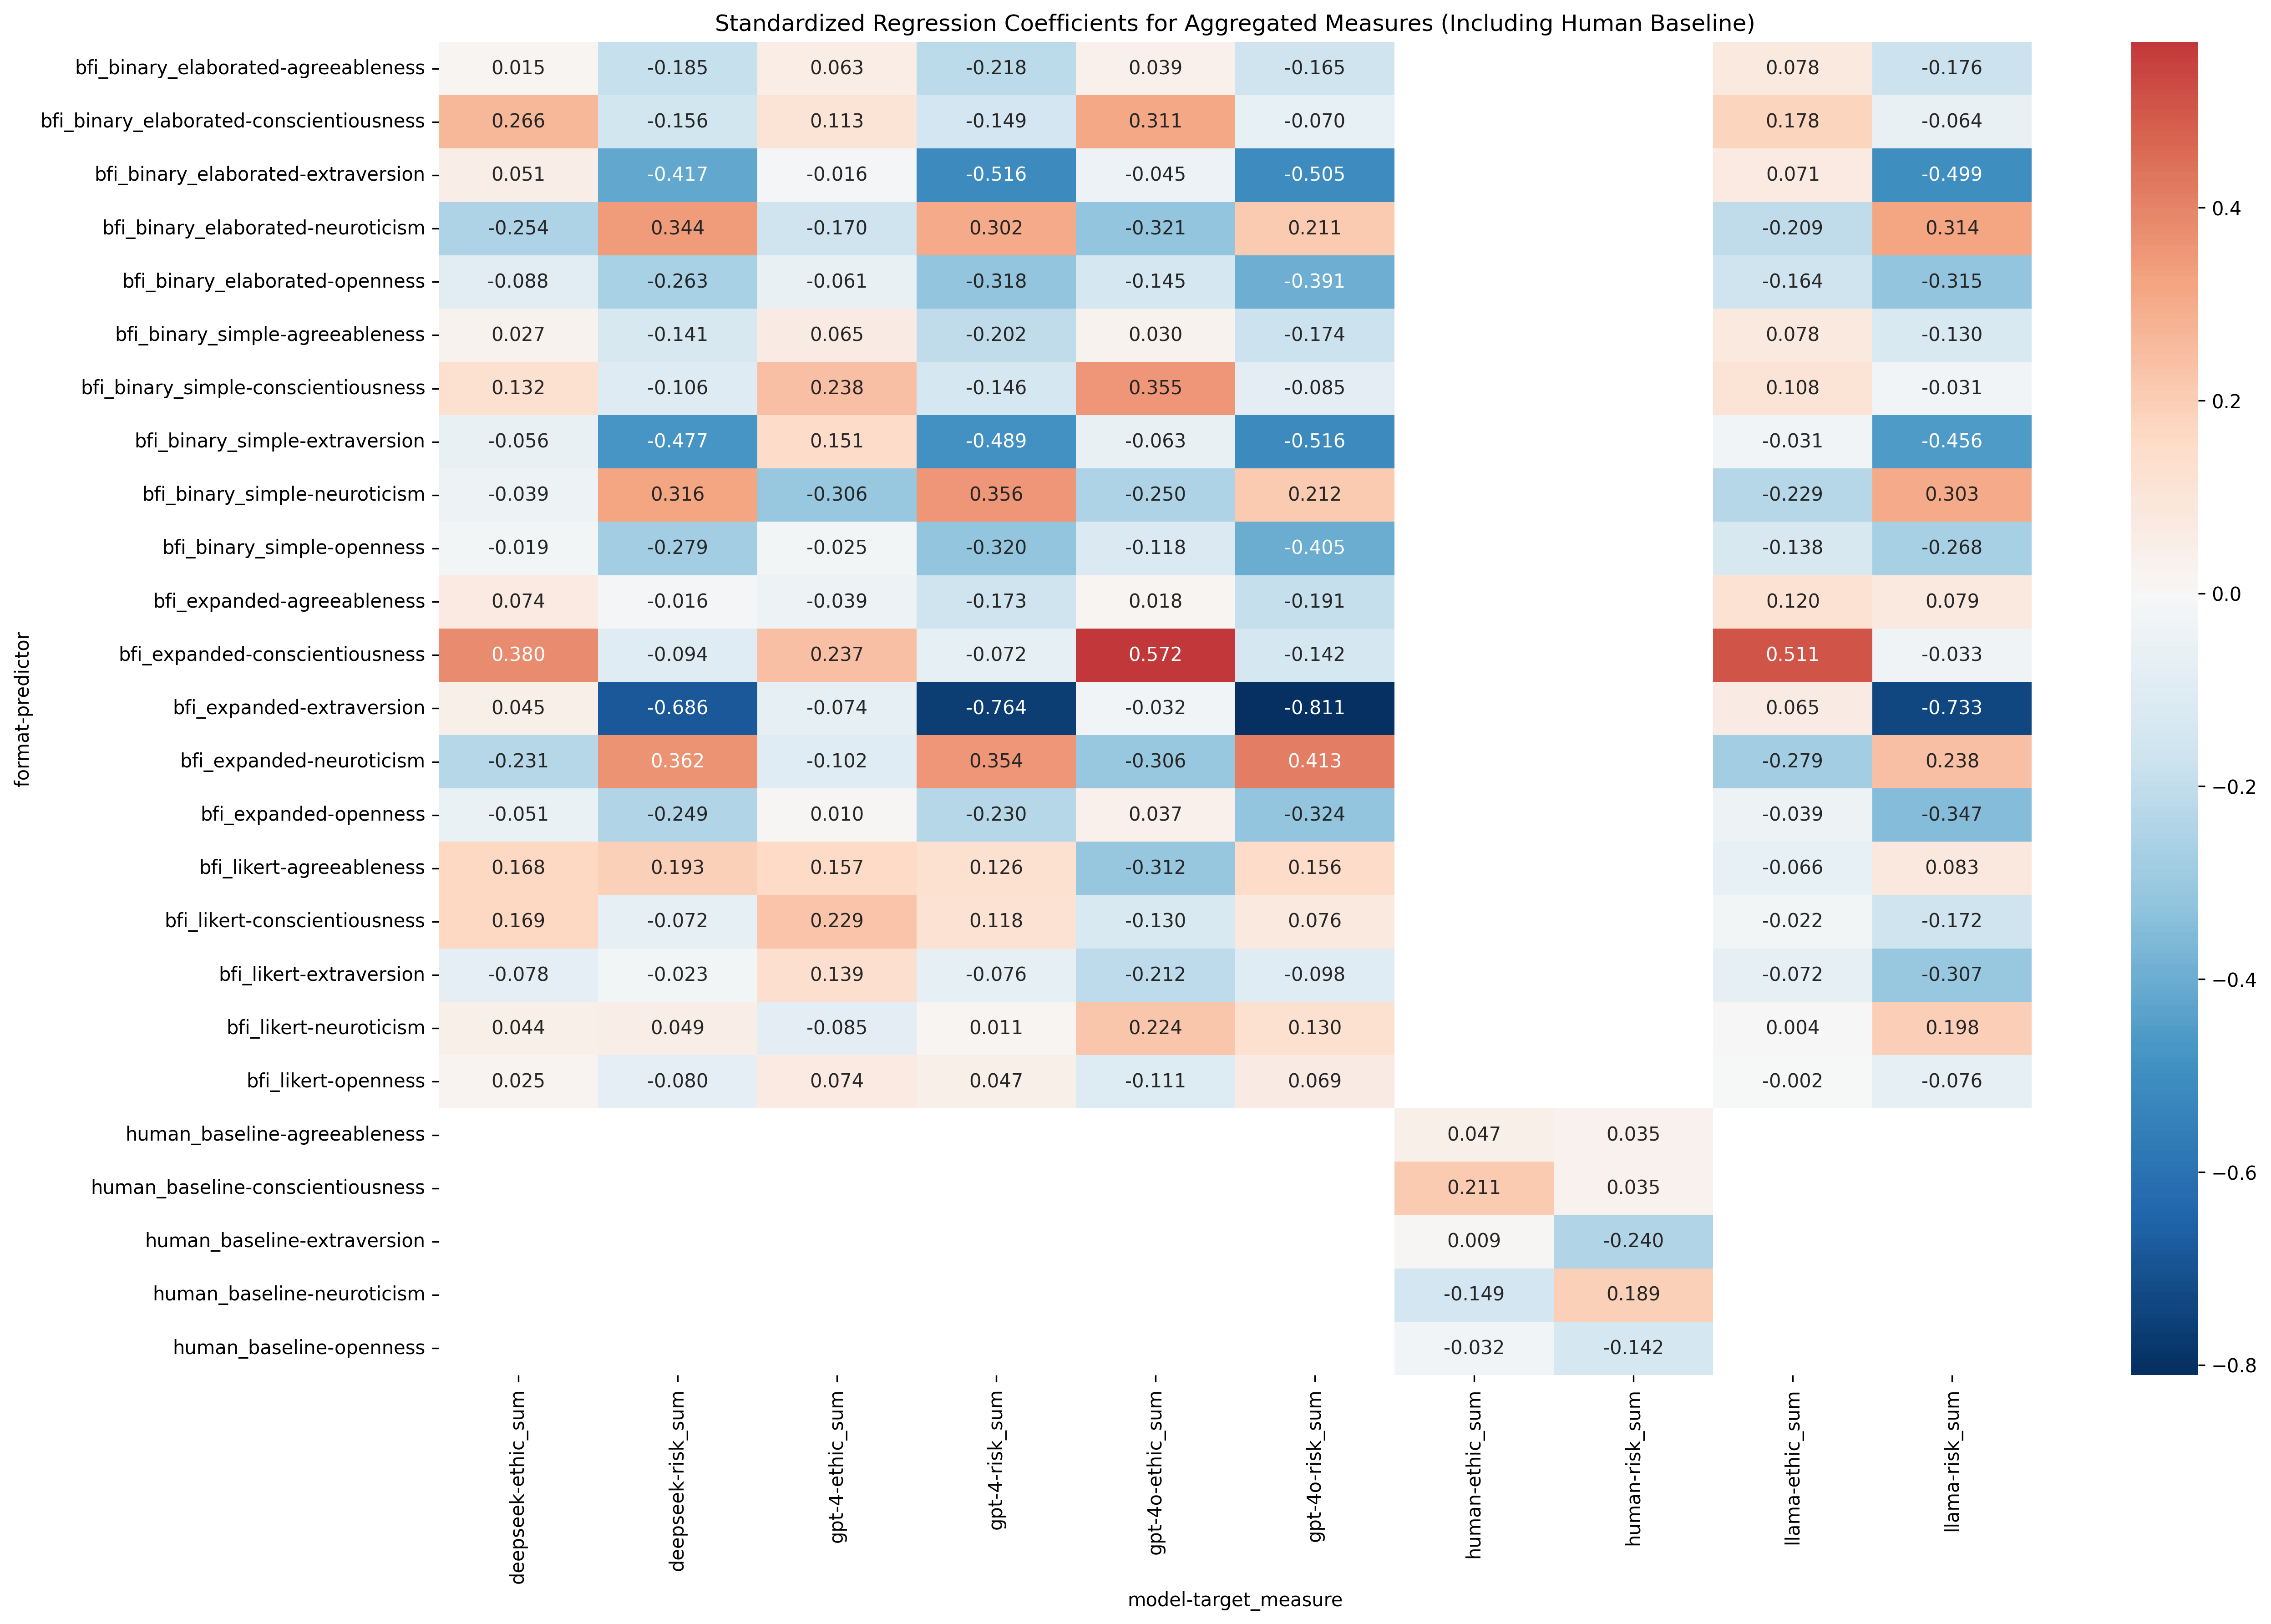 Standardized Regression Coefficients for Aggregated Measures (Including Human Baseline)
format-predictor
bfi_binary_elaborated-agreeableness 0.015 -0.185 0.063 -0.218 0.039 -0.165 0.078 -0.176
bfi_binary_elaborated-conscientiousness 0.266 -0.156 0.113 -0.149 0.311 -0.070 0.178 -0.064
bfi_binary_elaborated-extraversion 0.051 -0.417 -0.016 -0.516 -0.045 -0.505 0.071 -0.499
bfi_binary_elaborated-neuroticism -0.254 0.344 -0.170 0.302 -0.321 0.211 -0.209 0.314
bfi_binary_elaborated-openness -0.088 -0.263 -0.061 -0.318 -0.145 -0.391 -0.164 -0.315
bfi_binary_simple-agreeableness 0.027 -0.141 0.065 -0.202 0.030 -0.174 0.078 -0.130
bfi_binary_simple-conscientiousness 0.132 -0.106 0.238 -0.146 0.355 -0.085 0.108 -0.031
bfi_binary_simple-extraversion -0.056 -0.477 0.151 -0.489 -0.063 -0.516 -0.031 -0.456
bfi_binary_simple-neuroticism -0.039 0.316 -0.306 0.356 -0.250 0.212 -0.229 0.303
bfi_binary_simple-openness -0.019 -0.279 -0.025 -0.320 -0.118 -0.405 -0.138 -0.268
bfi_expanded-agreeableness 0.074 -0.016 -0.039 -0.173 0.018 -0.191 0.120 0.079
bfi_expanded-conscientiousness 0.380 -0.094 0.237 -0.072 0.572 -0.142 0.511 -0.033
bfi_expanded-extraversion 0.045 -0.686 -0.074 -0.764 -0.032 -0.811 0.065 -0.733
bfi_expanded-neuroticism -0.231 0.362 -0.102 0.354 -0.306 0.413 -0.279 0.238
bfi_expanded-openness -0.051 -0.249 0.010 -0.230 0.037 -0.324 -0.039 -0.347
bfi_likert-agreeableness 0.168 0.193 0.157 0.126 -0.312 0.156 -0.066 0.083
bfi_likert-conscientiousness 0.169 -0.072 0.229 0.118 -0.130 0.076 -0.022 -0.172
bfi_likert-extraversion -0.078 -0.023 0.139 -0.076 -0.212 -0.098 -0.072 -0.307
bfi_likert-neuroticism 0.044 0.049 -0.085 0.011 0.224 0.130 0.004 0.198
bfi_likert-openness 0.025 -0.080 0.074 0.047 -0.111 0.069 -0.002 -0.076
human_baseline-agreeableness 0.047 0.035
human_baseline-conscientiousness 0.211 0.035
human_baseline-extraversion 0.009 -0.240
human_baseline-neuroticism -0.149 0.189
human_baseline-openness -0.032 -0.142
deepseek-ethic_sum
deepseek-risk_sum
gpt-4-ethic_sum
gpt-4-risk_sum
gpt-4o-ethic_sum
gpt-4o-risk_sum
human-ethic_sum
human-risk_sum
llama-ethic_sum
llama-risk_sum
model-target_measure
0.4
0.2
0.0
−0.2
−0.4
−0.6
−0.8